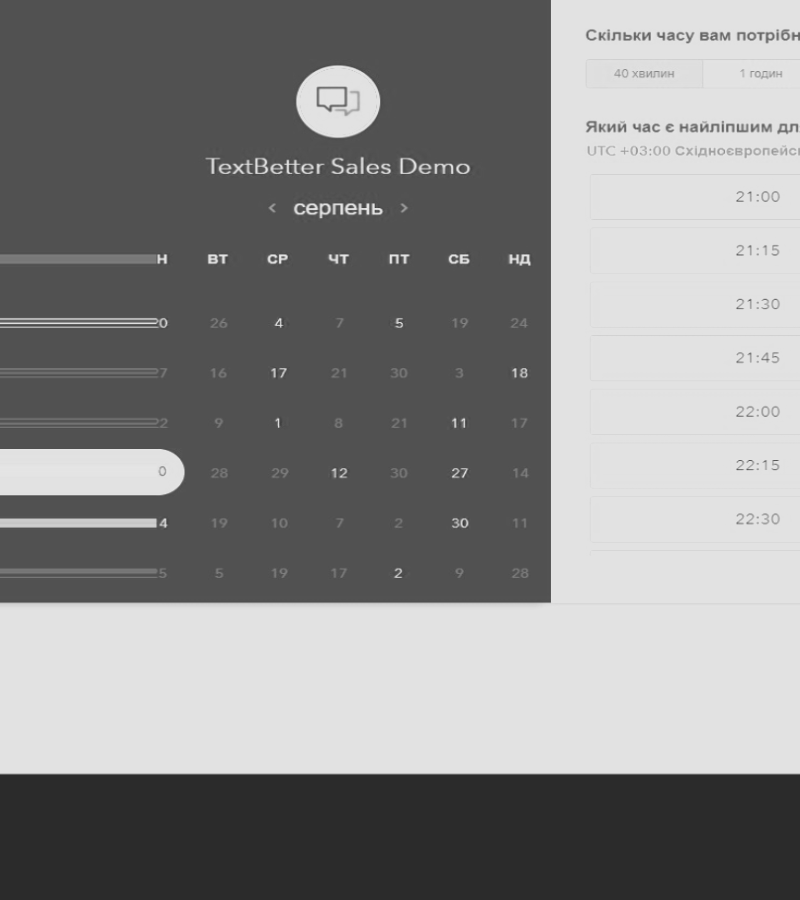 TextBetter Sales Demo
< серпень >
Н ВТ СР ЧТ ПТ СБ НД
0 26 4 7 5 19 24
7 16 17 21 30 3 18
2 9 1 8 21 11 17
0 28 29 12 30 27 14
4 19 10 7 2 30 11
5 5 19 17 2 9 28
Скільки часу вам потрібн
40 хвилин 1 годин
Який час є найліпшим дл
UTC +03:00 Східноєвропейс
21:00
21:15
21:30
21:45
22:00
22:15
22:30